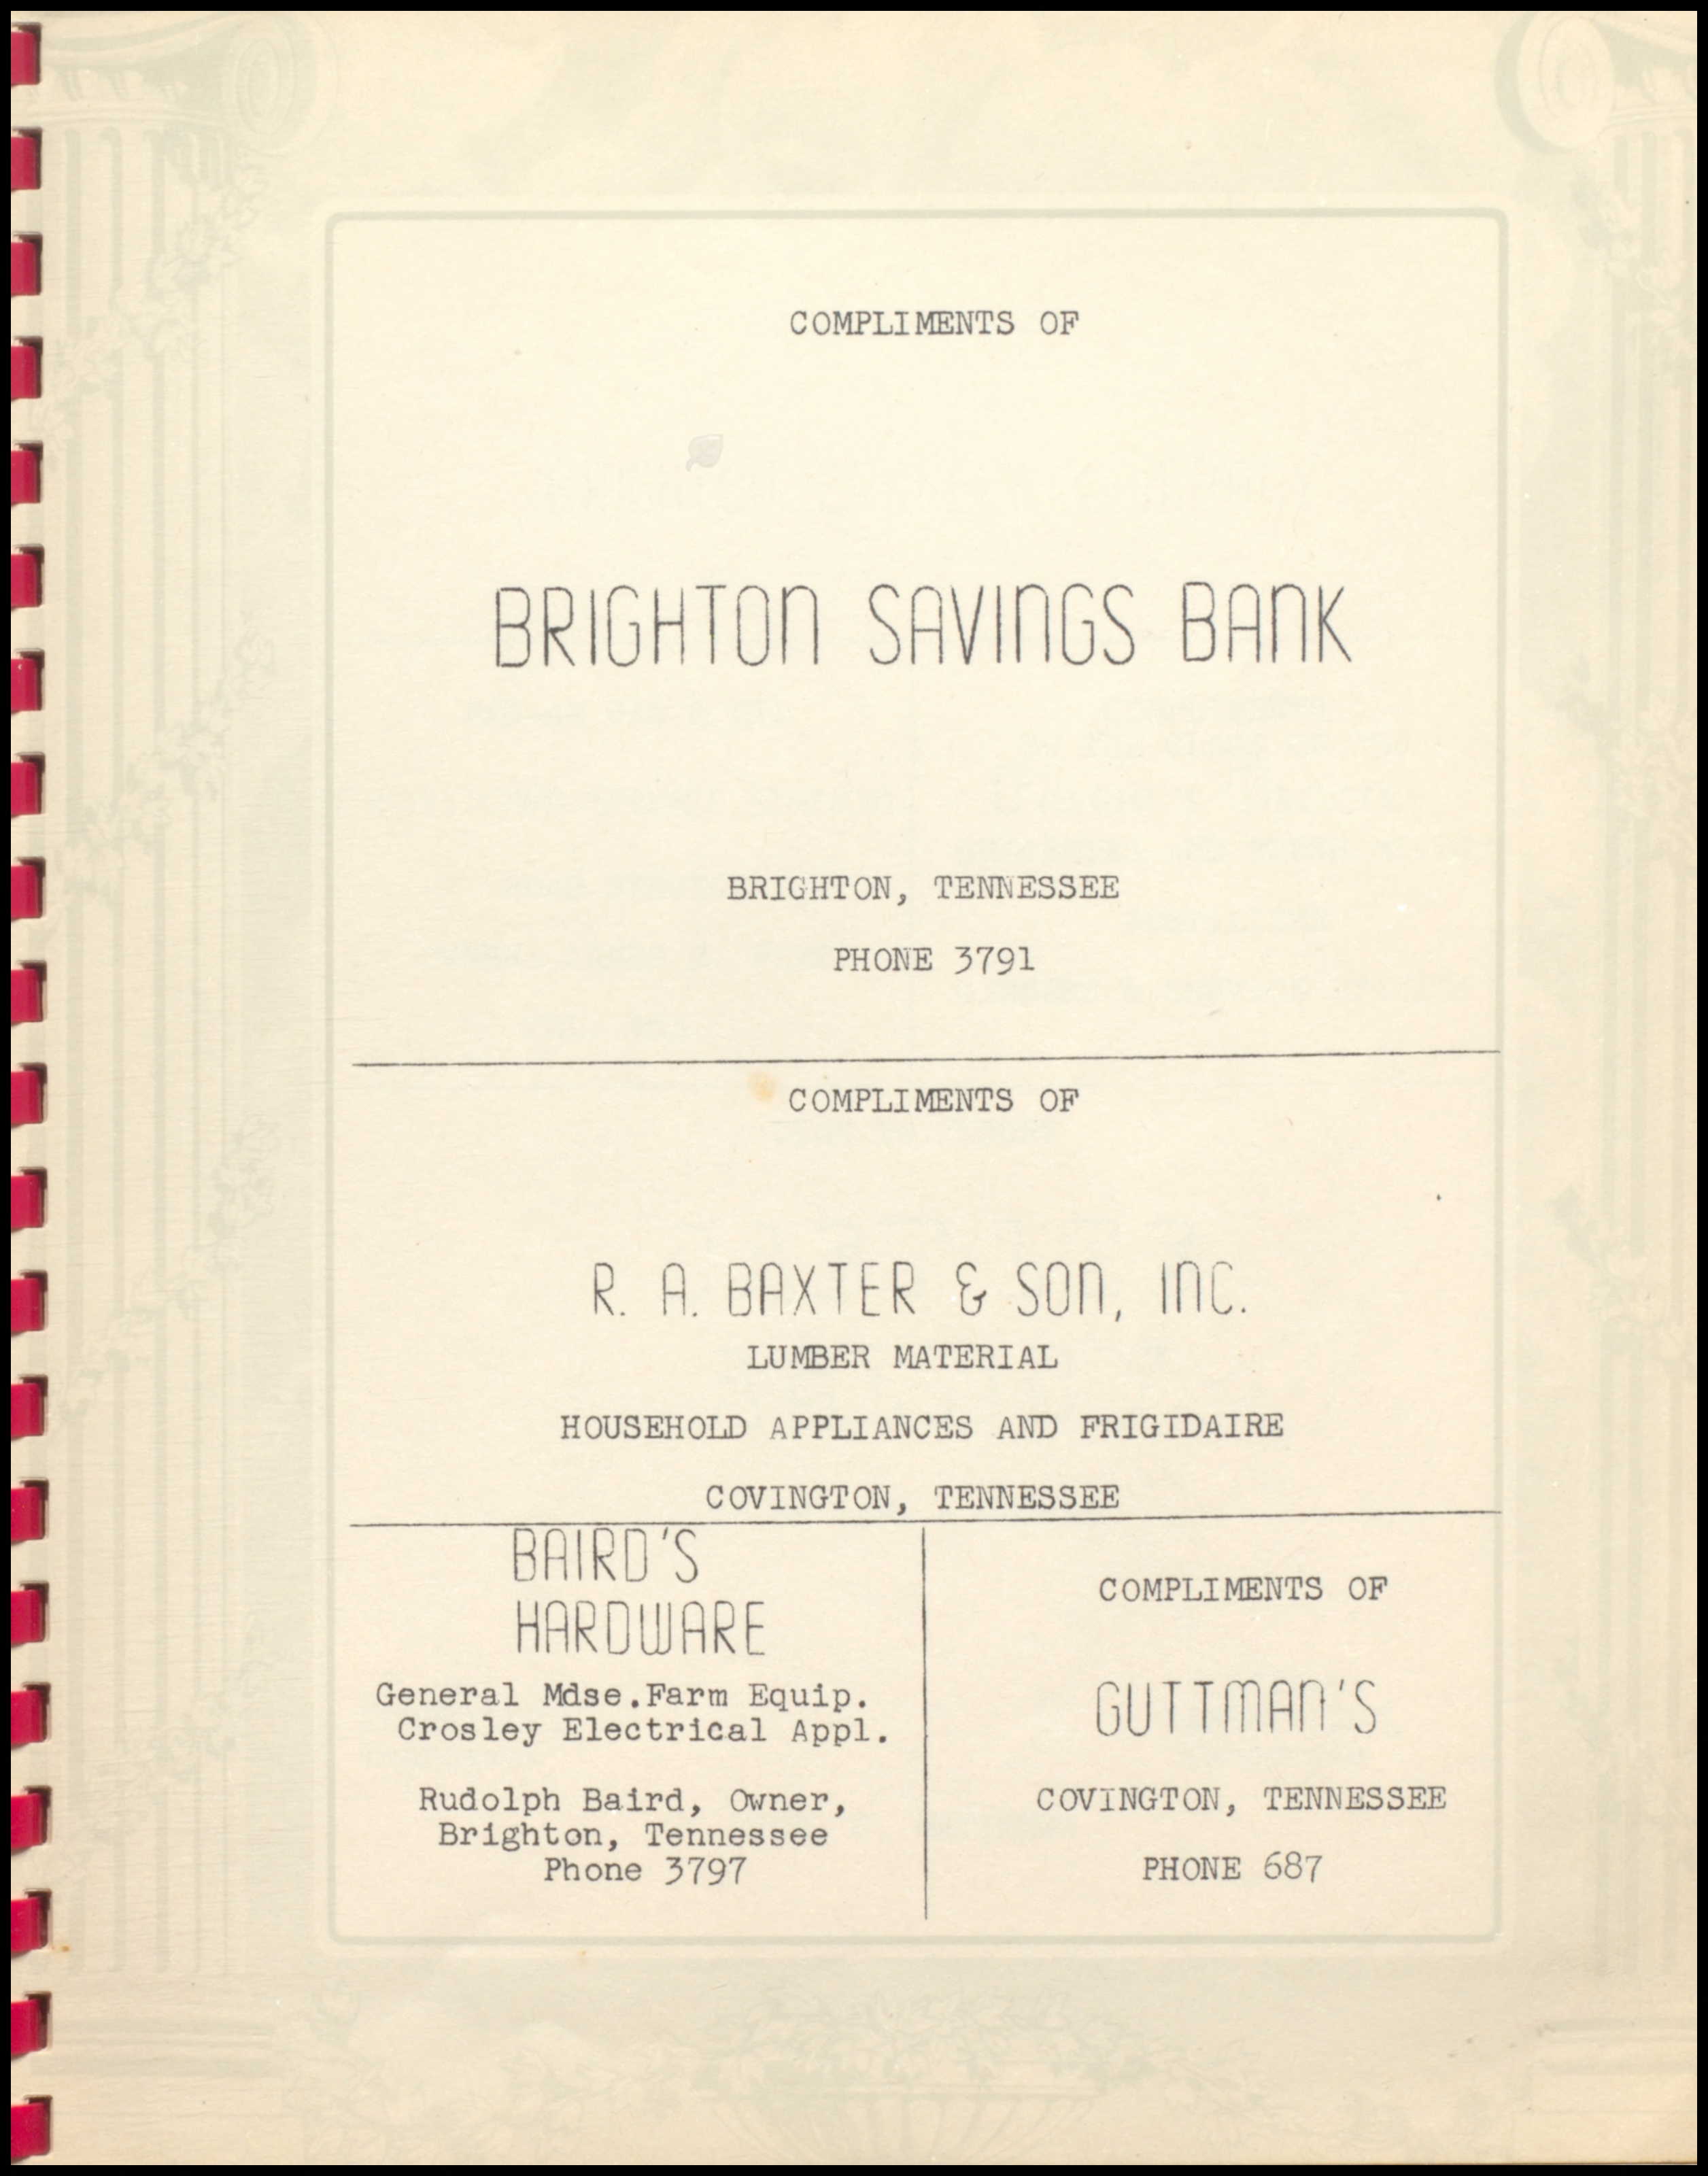 COMPLIMENTS OF
BRIGHTON SAVINGS BANK
BRIGHTON, TENNESSEE
PHONE 3791
COMPLIMENTS OF
R. A. BAXTER & SON, INC.
LUMBER MATERIAL
HOUSEHOLD APPLIANCES AND FRIGIDAIRE
COVINGTON, TENNESSEE
BAIRD'S
HARDWARE
General Mdse.Farm Equip.
Crosley Electrical Appl.
Rudolph Baird, Owner,
Brighton, Tennessee
Phone 3797
COMPLIMENTS OF
GUTTMAN'S
COVINGTON, TENNESSEE
PHONE 687